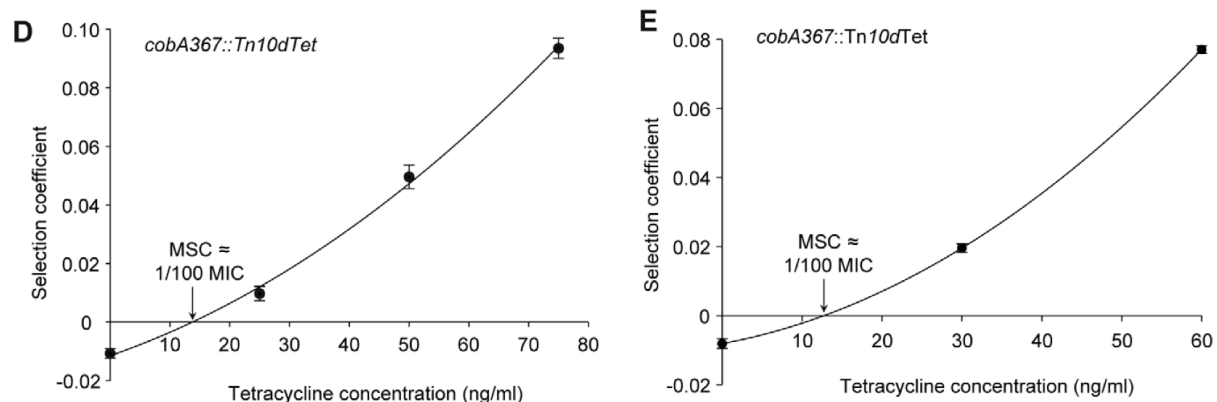 D
cobA367::Tn10dTet
0.10
0.08
0.06
0.04
0.02
0
-0.02
Selection coefficient
MSC ≈
1/100 MIC
10 20 30 40 50 60 70 80
Tetracycline concentration (ng/ml)
E
cobA367::Tn10dTet
0.08
0.06
0.04
0.02
0
-0.02
Selection coefficient
MSC ≈
1/100 MIC
10 20 30 40 50 60
Tetracycline concentration (ng/ml)